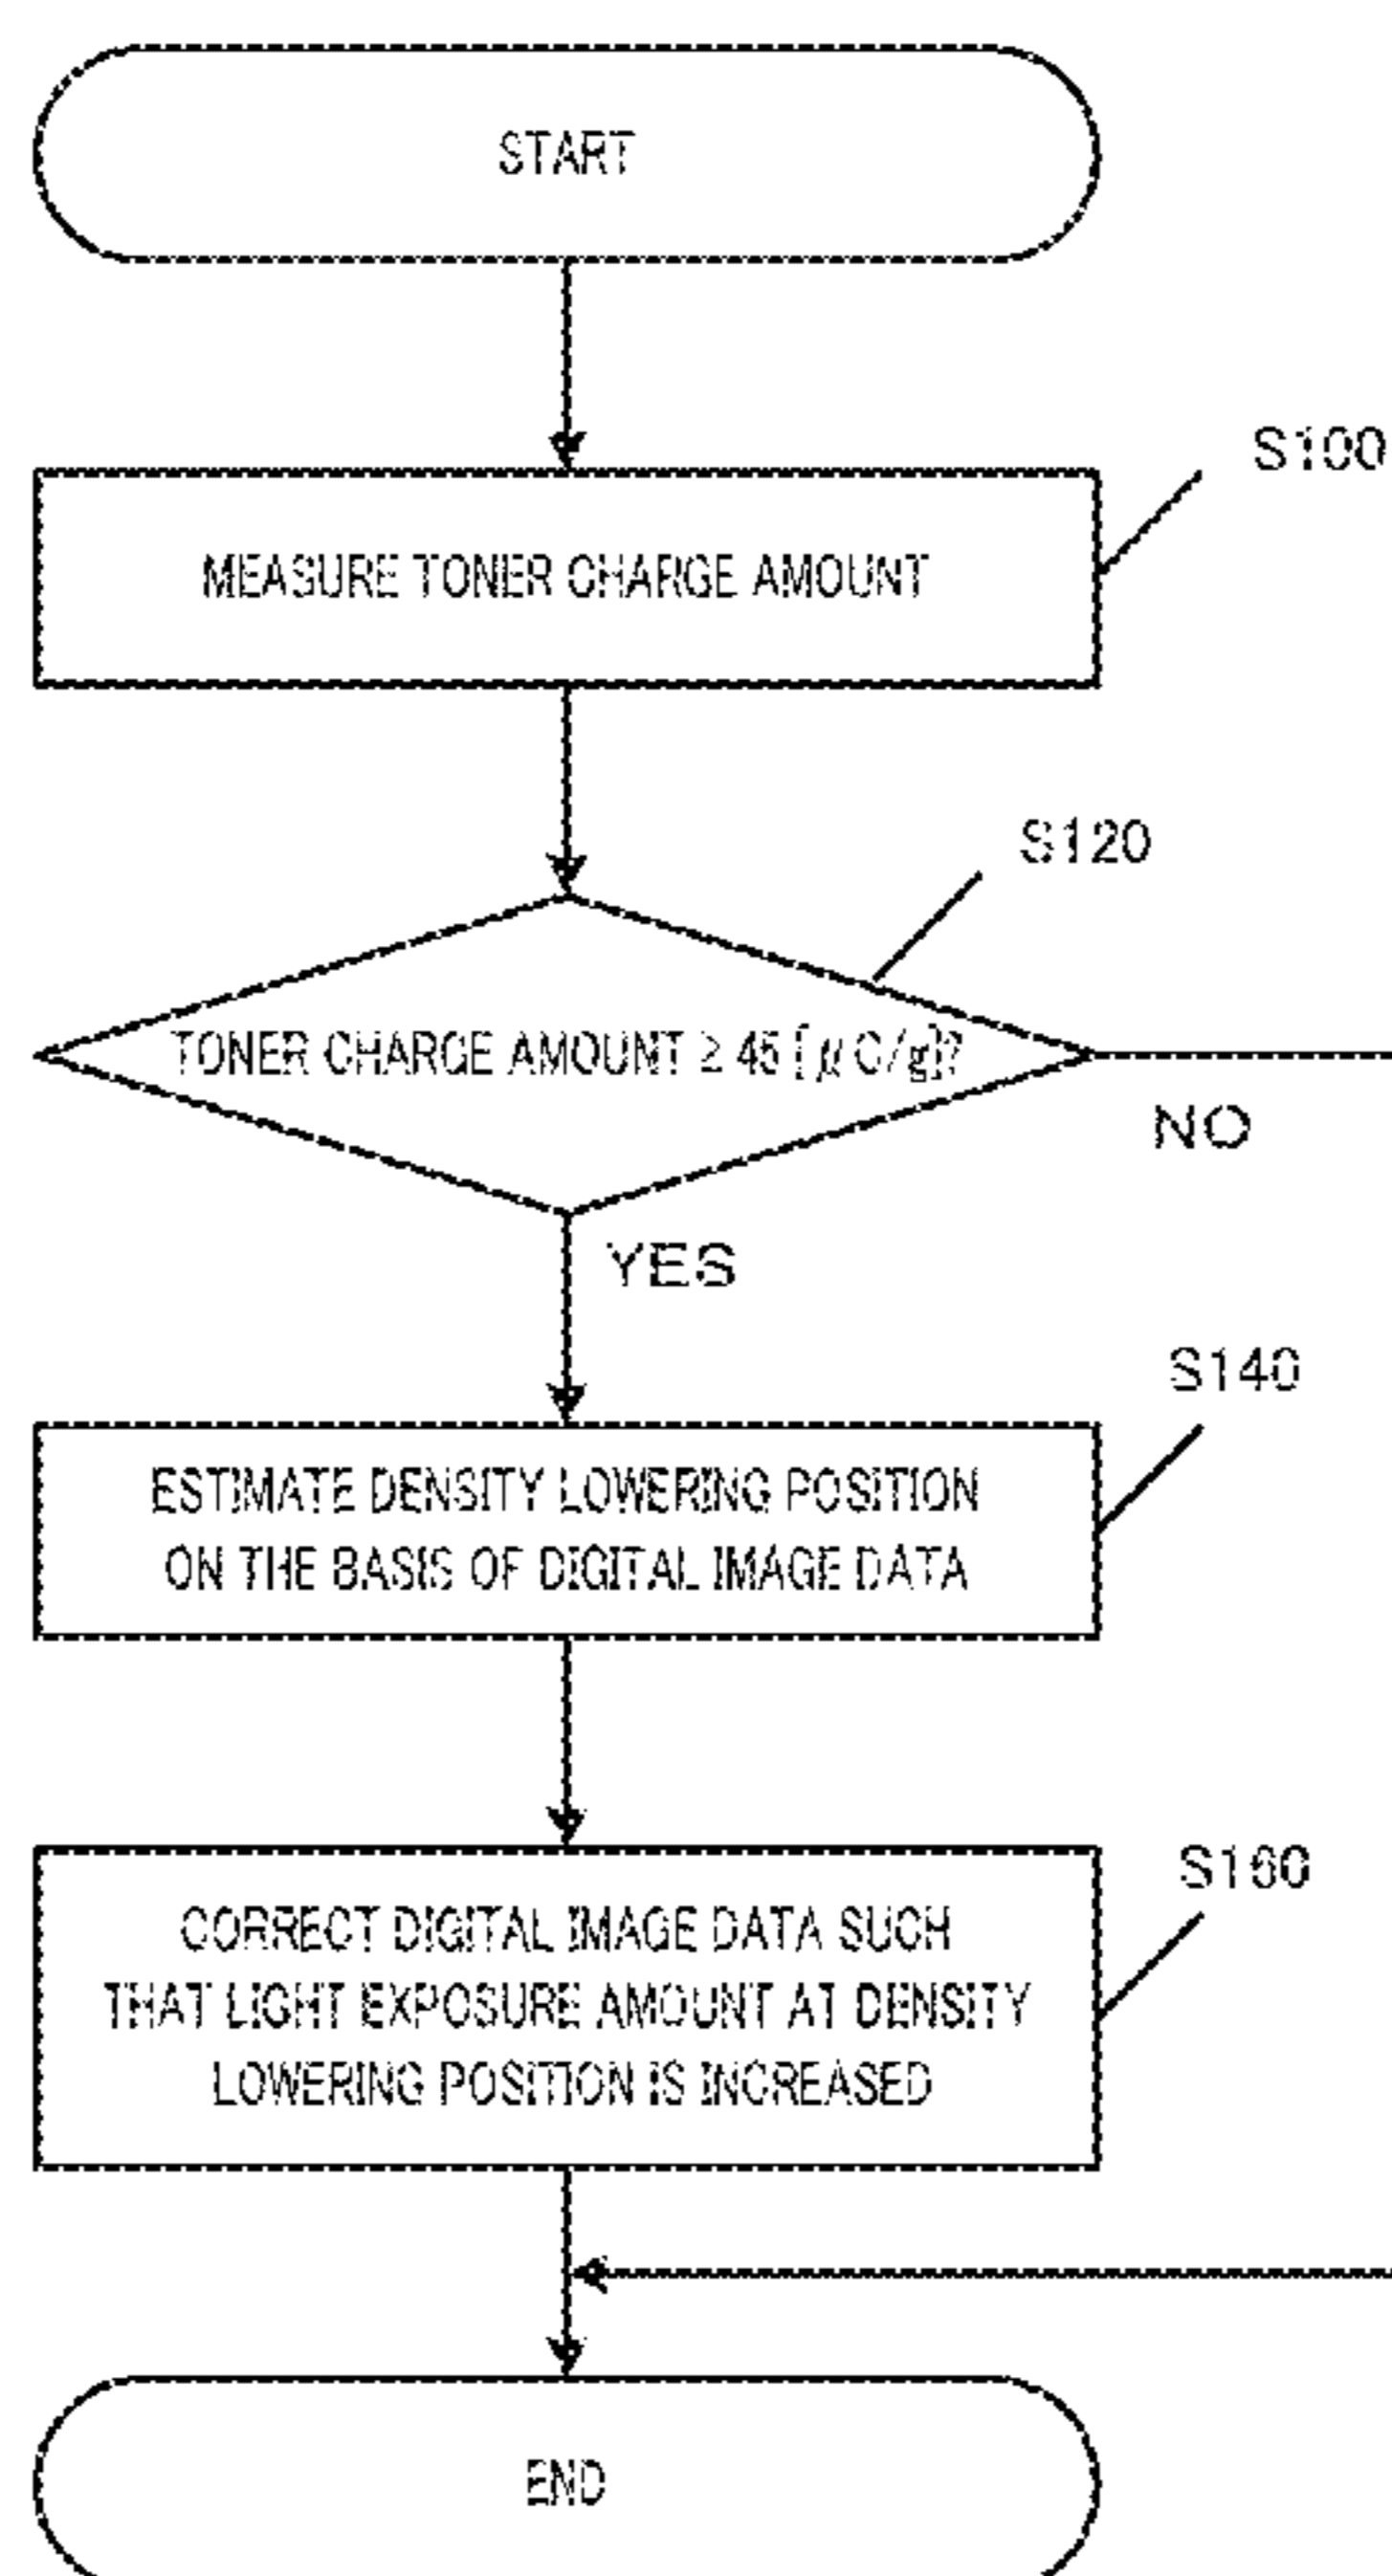 START
S100
MEASURE TONER CHARGE AMOUNT
S120
TONER CHARGE AMOUNT ≥ 45 [μC/g]?
NO
YES
S140
ESTIMATE DENSITY LOWERING POSITION
ON THE BASIS OF DIGITAL IMAGE DATA
S160
CORRECT DIGITAL IMAGE DATA SUCH
THAT LIGHT EXPOSURE AMOUNT AT DENSITY
LOWERING POSITION IS INCREASED
END